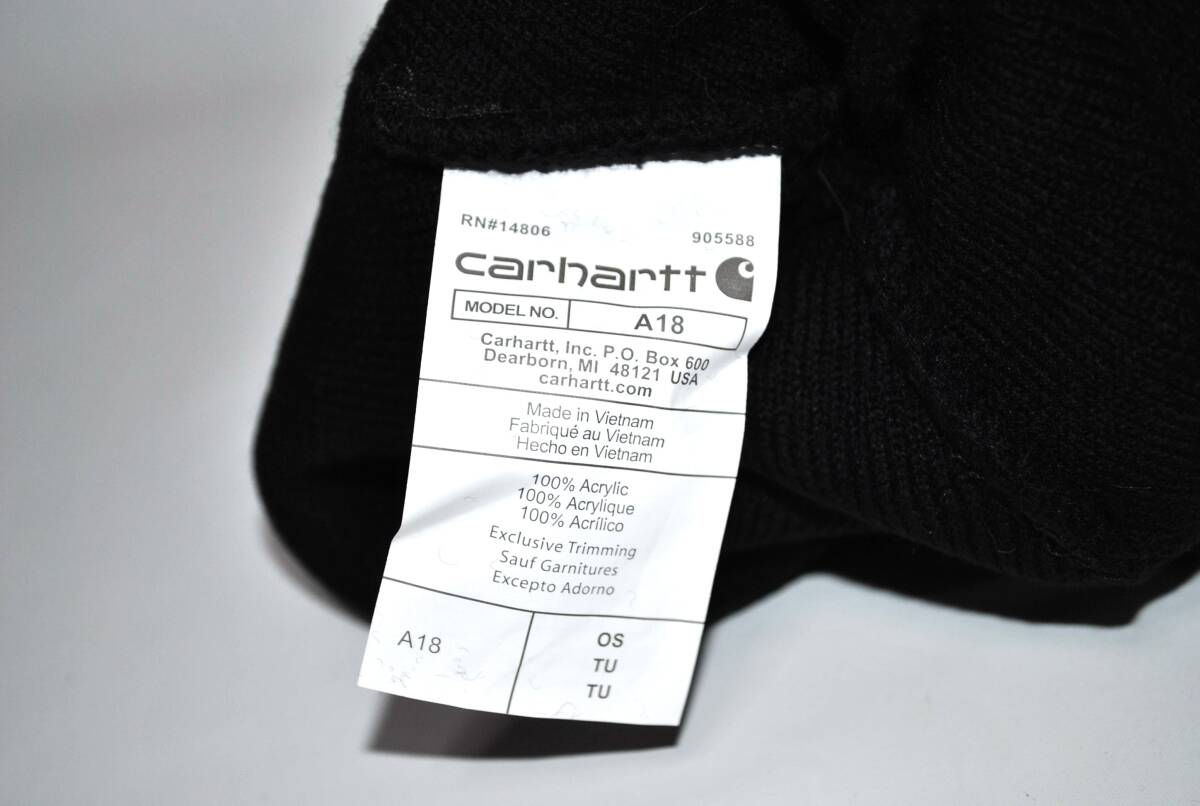 RN#14806 905588
carhartt
MODEL NO. A18
Carhartt, Inc. P.O. Box 600
Dearborn, MI 48121 USA
carhartt.com
Made in Vietnam
Fabriqué au Vietnam
Hecho en Vietnam
100% Acrylic
100% Acrylique
100% Acrílico
Exclusive Trimming
Sauf Garnitures
Excepto Adorno
A18
OS
TU
TU